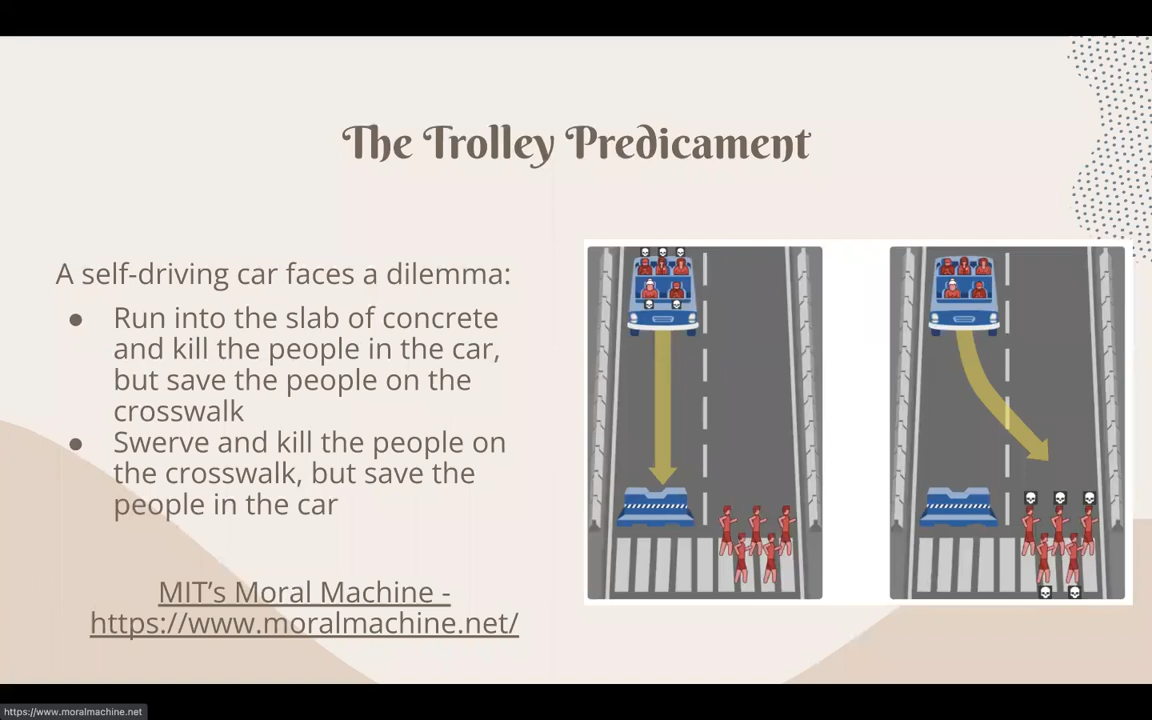 The Trolley Predicament
A self-driving car faces a dilemma:
● Run into the slab of concrete
and kill the people in the car,
but save the people on the
crosswalk
● Swerve and kill the people on
the crosswalk, but save the
people in the car
MIT’s Moral Machine -
https://www.moralmachine.net/
https://www.moralmachine.net